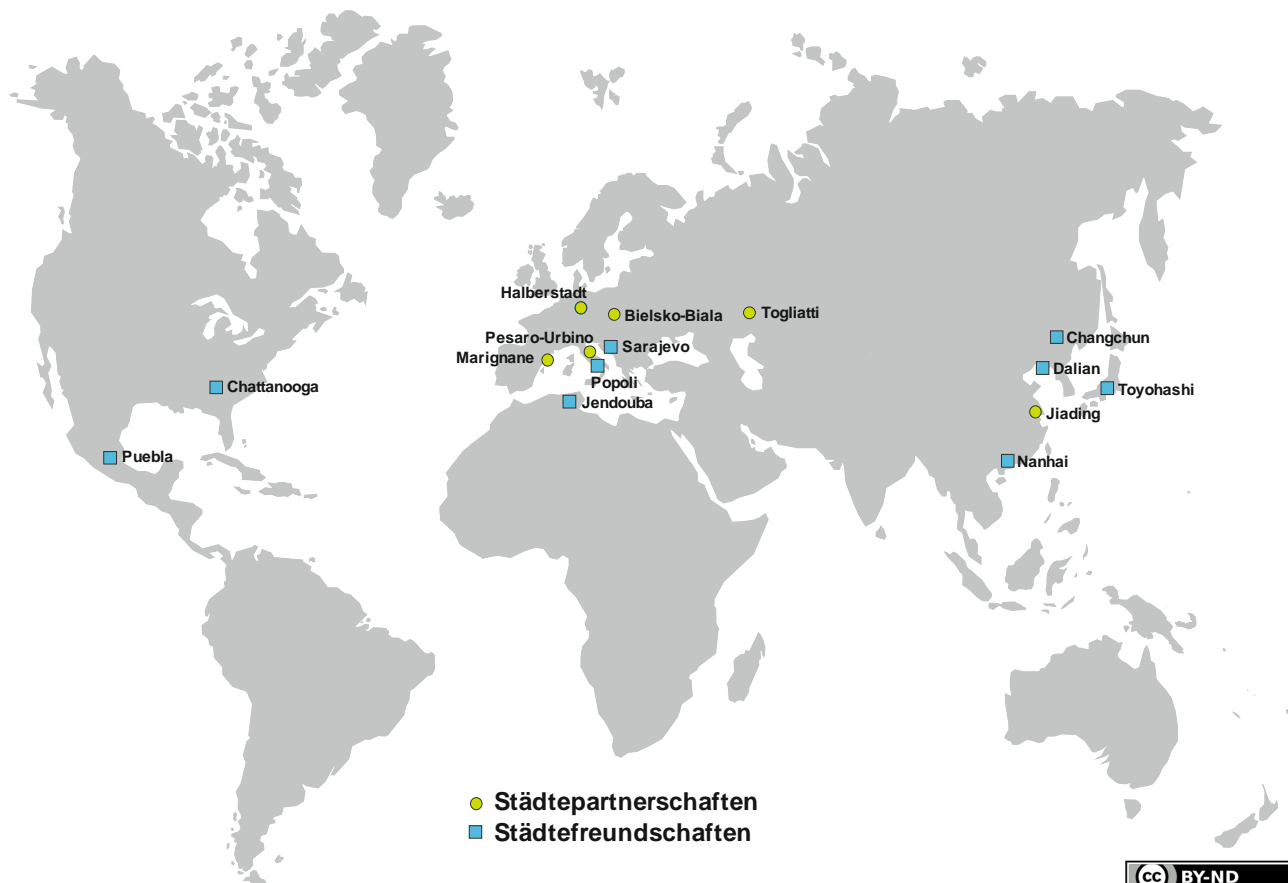 Halberstadt
Bielsko-Biala
Togliatti
Pesaro-Urbino
Sarajevo
Marignane
Popoli
Jendouba
Changchun
Dalian
Toyohashi
Jiading
Nanhai
Chattanooga
Puebla
Städtepartnerschaften
Städtefreundschaften
cc BY-ND